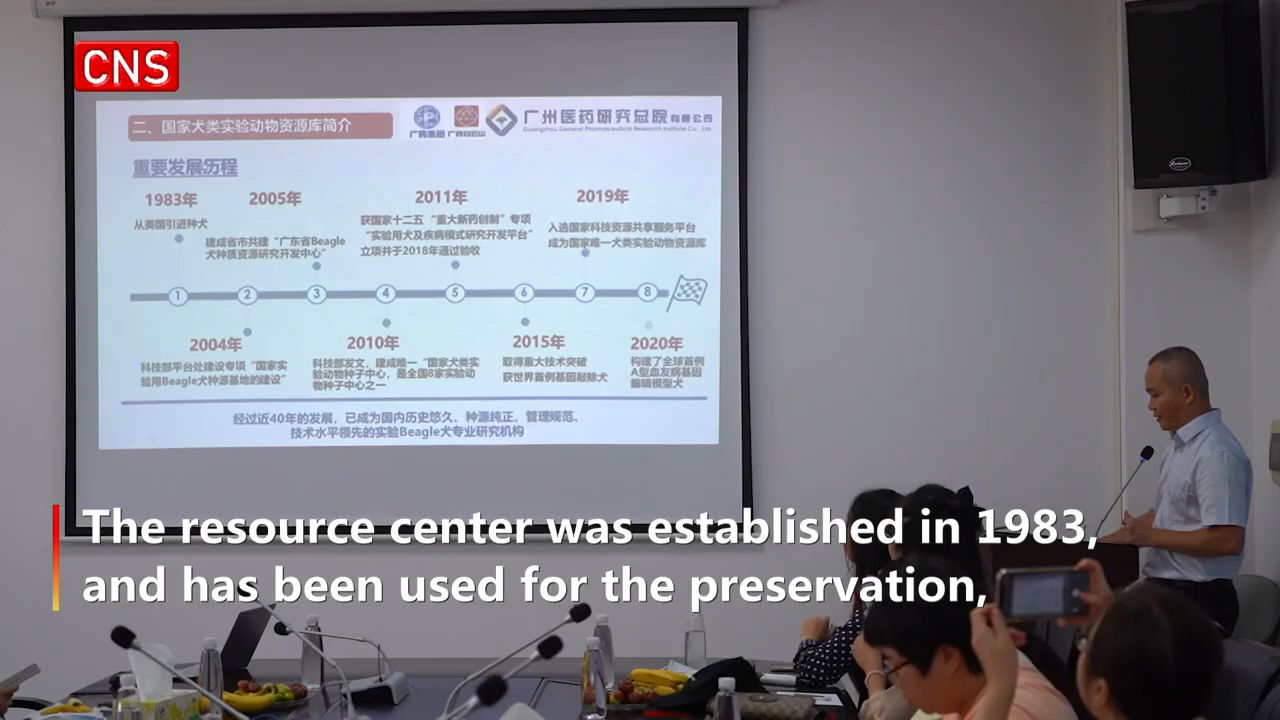 CNS
二、国家犬类实验动物资源库简介
广药集团
广州白云山
广州医药研究总院有限公司
Guangzhou General Pharmaceutical Research Institute Co., Ltd.
重要发展历程
1983年
从美国引进种犬
2005年
建成省市共建“广东省Beagle
犬种质资源研究开发中心”
2011年
获国家十二五 “重大新药创制”专项
“实验用犬及疾病模式研究开发平台”
立项并于2018年通过验收
2019年
入选国家科技资源共享服务平台
成为国家唯一犬类实验动物资源库
1 2 3 4 5 6 7 8
2004年
科技部平台处建设专项“国家实
验用Beagle犬种源基地的建设”
2010年
科技部发文，建成唯一“国家犬类实
验动物种子中心，是全国8家实验动
物种子中心之一
2015年
取得重大技术突破
获世界首例基因敲除犬
2020年
构建了全球首例
A型血友病基因
编辑模型犬
经过近40年的发展，已成为国内历史悠久、种源纯正、管理规范、
技术水平领先的实验Beagle犬专业研究机构
The resource center was established in 1983,
and has been used for the preservation,